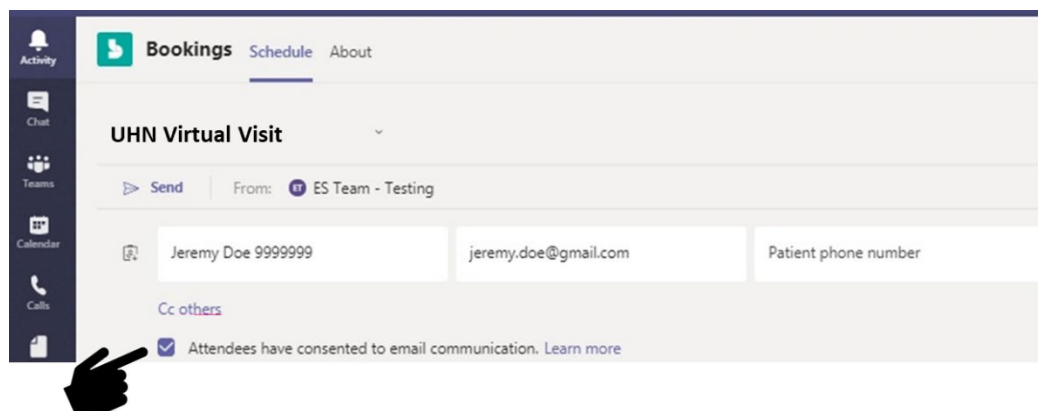 Activity
Bookings Schedule About
Chat
UHN Virtual Visit
Teams
Send From: ET ES Team - Testing
Calendar
Jeremy Doe 9999999 jeremy.doe@gmail.com Patient phone number
Calls
Cc others
Attendees have consented to email communication. Learn more